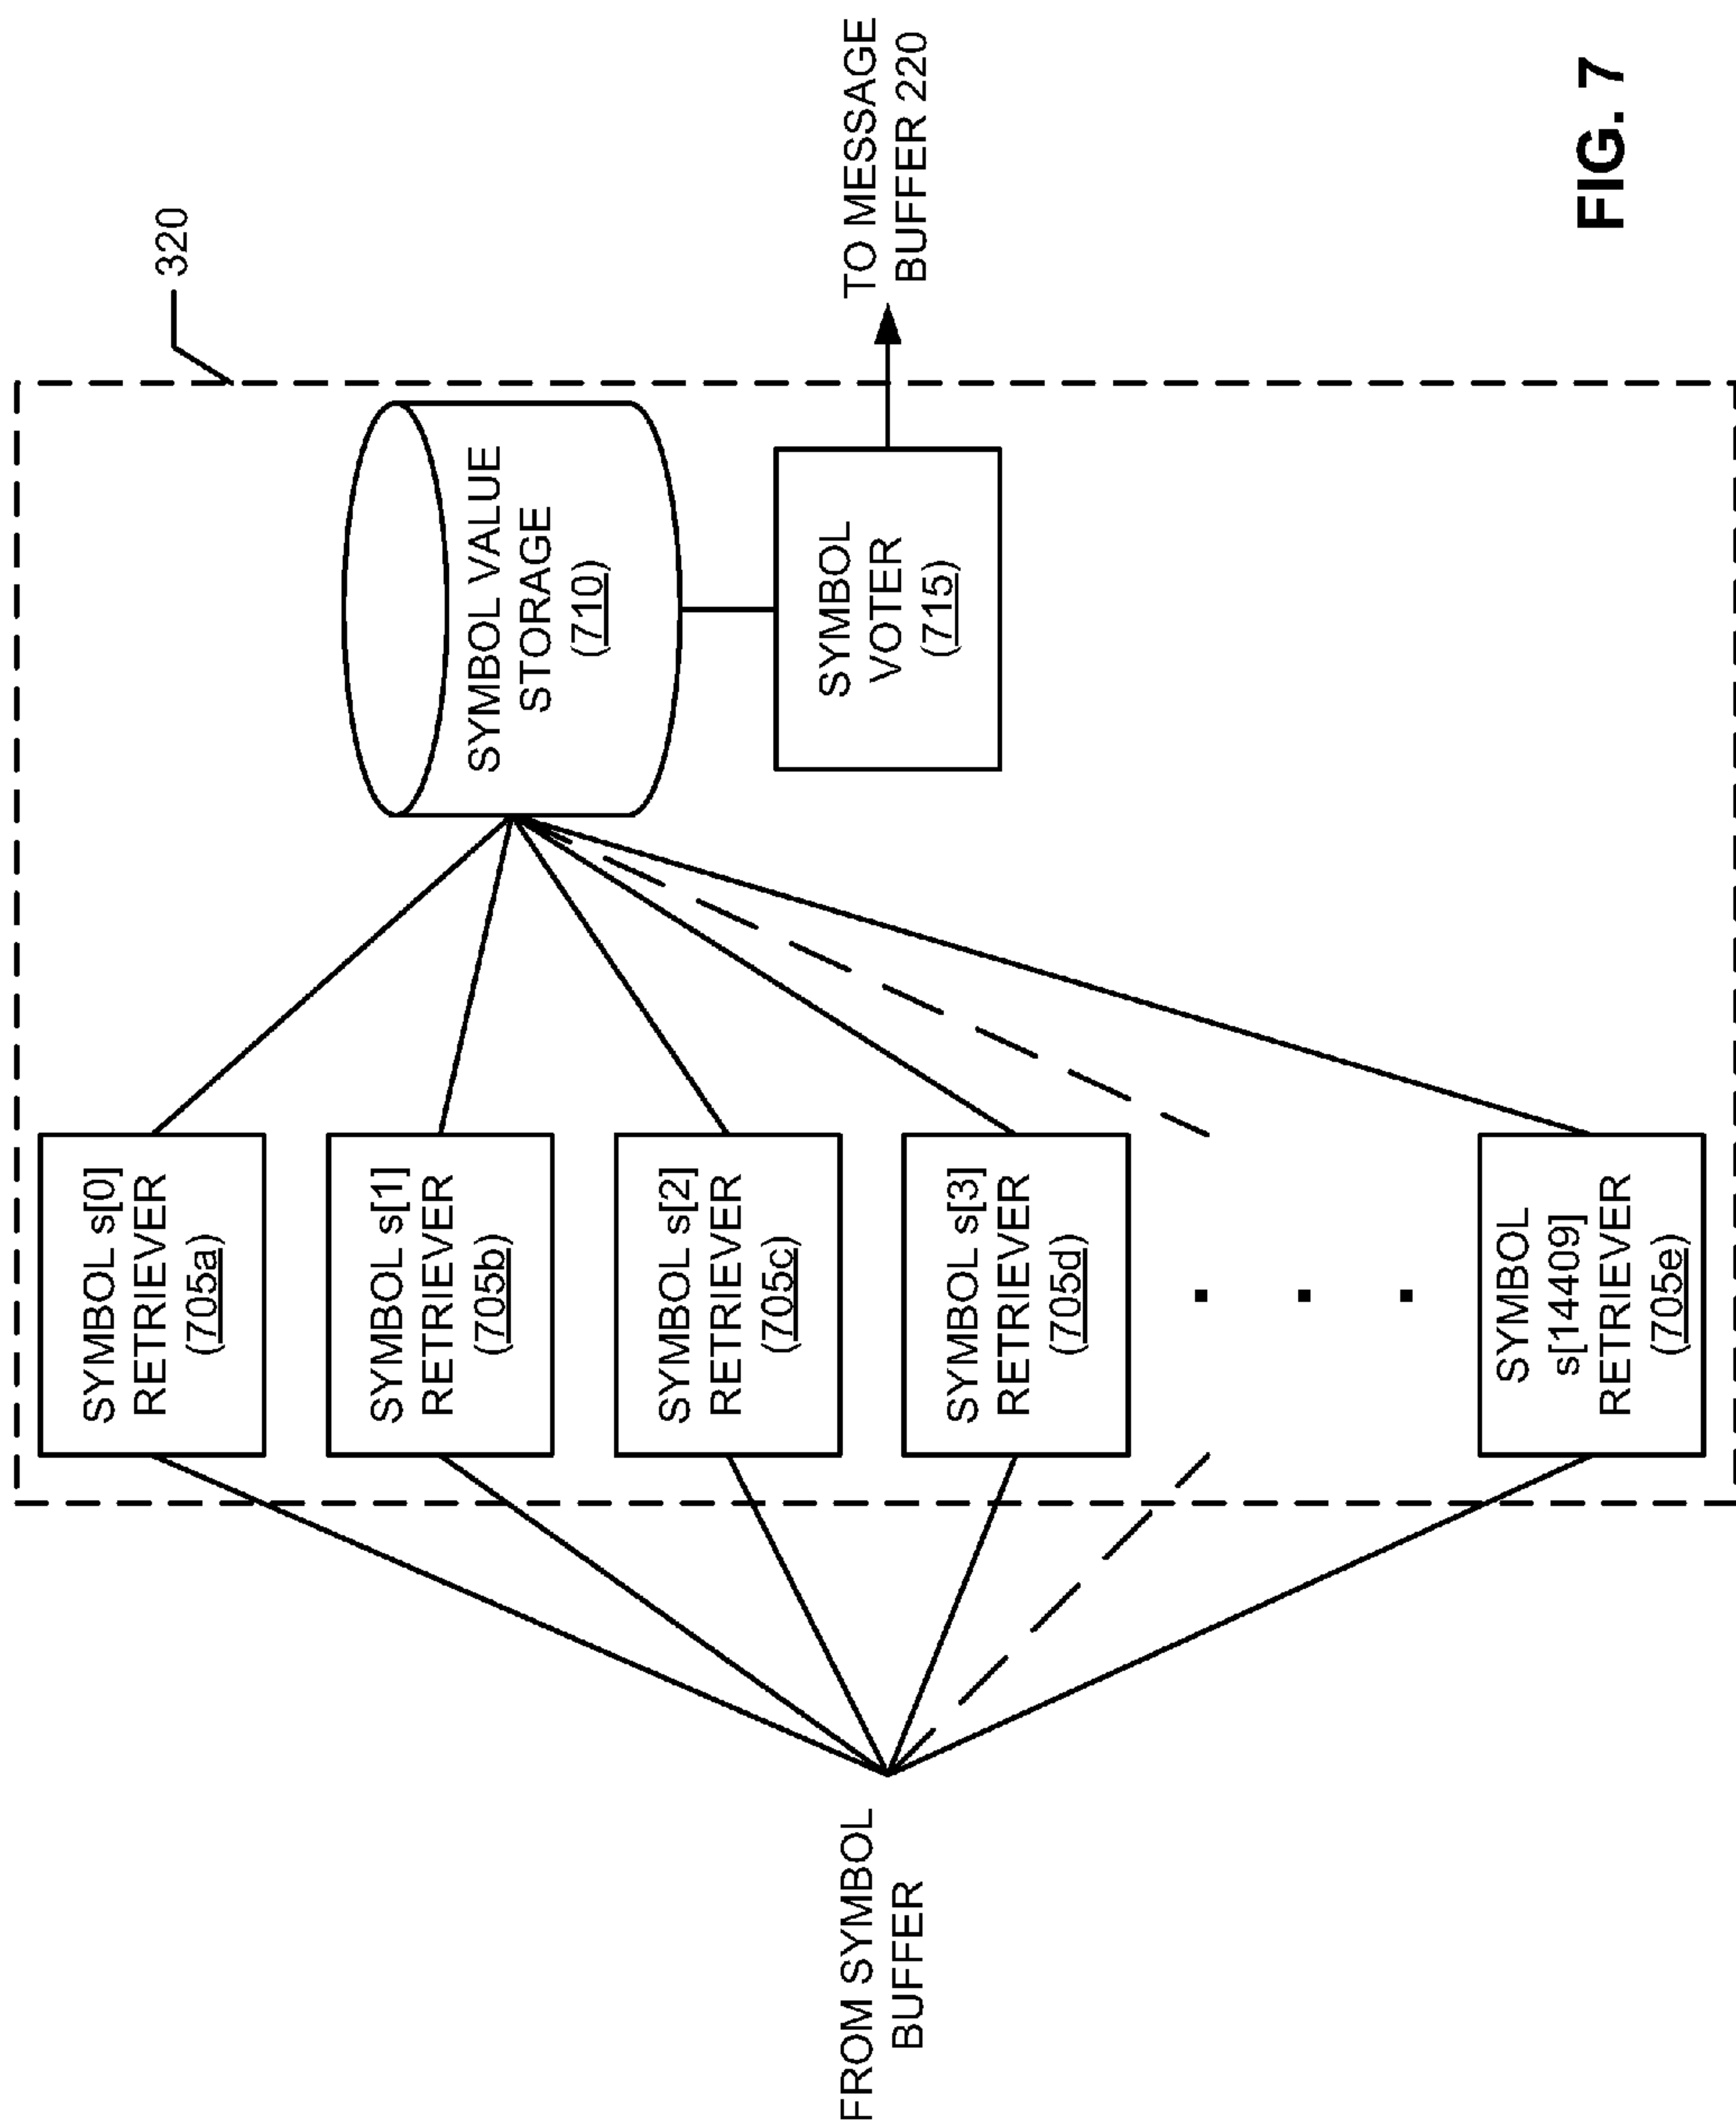 320
SYMBOL s[0]
RETRIEVER
(705a)
SYMBOL s[1]
RETRIEVER
(705b)
SYMBOL s[2]
RETRIEVER
(705c)
SYMBOL s[3]
RETRIEVER
(705d)
SYMBOL
s[14409]
RETRIEVER
(705e)
FROM SYMBOL
BUFFER
SYMBOL VALUE
STORAGE
(710)
SYMBOL
VOTER
(715)
TO MESSAGE
BUFFER 220
FIG. 7